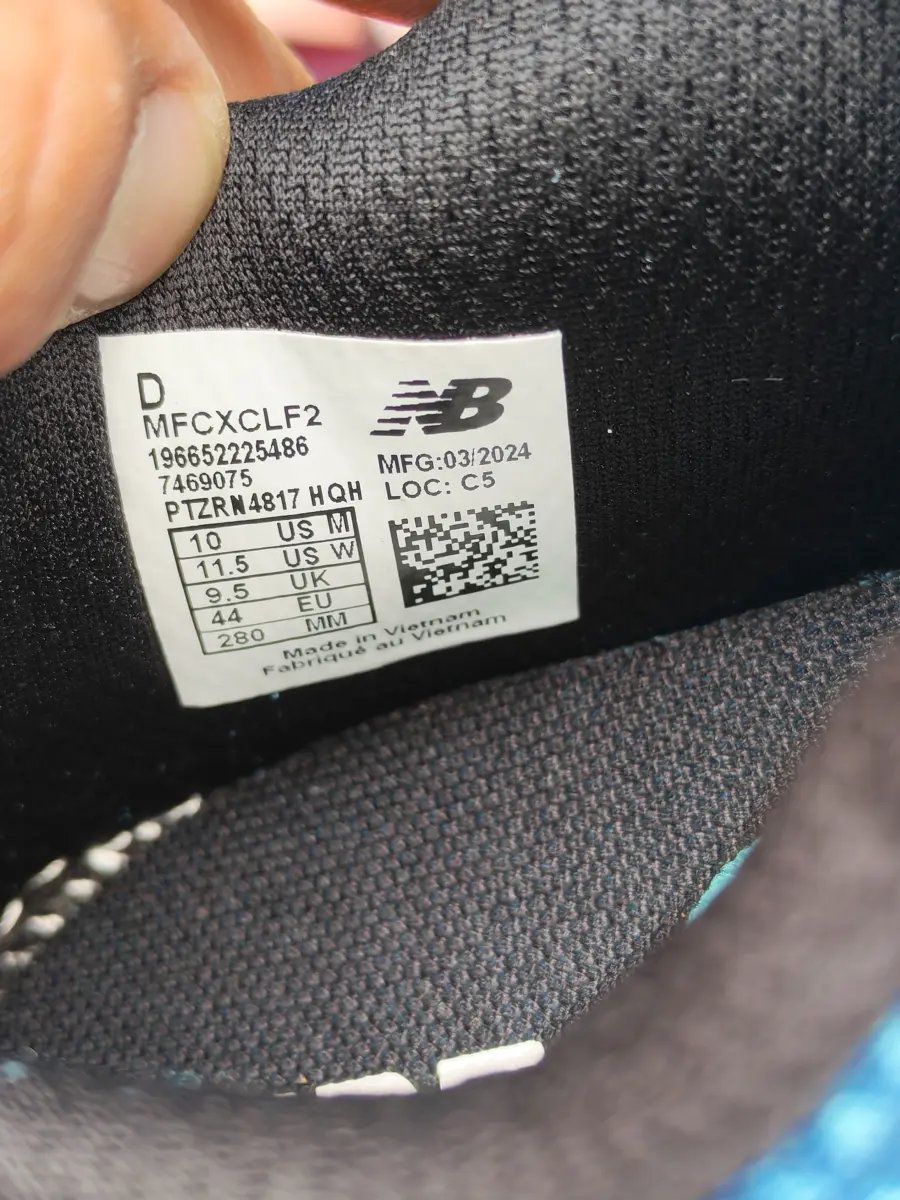 D
MFCXCLF2
196652225486
7469075
PTZRN4817 HQH
NB
MFG:03/2024
LOC: C5
10 US M
11.5 US W
9.5 UK
44 EU
280 MM
Made in Vietnam
Fabriqué au Vietnam